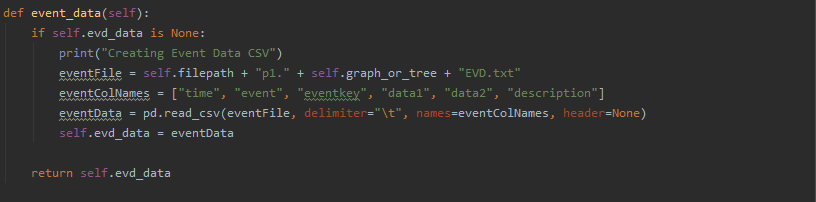 def event_data(self):
    if self.evd_data is None:
        print("Creating Event Data CSV")
        eventFile = self.filepath + "p1." + self.graph_or_tree + "EVD.txt"
        eventColNames = ["time", "event", "eventkey", "data1", "data2", "description"]
        eventData = pd.read_csv(eventFile, delimiter="\t", names=eventColNames, header=None)
        self.evd_data = eventData

    return self.evd_data